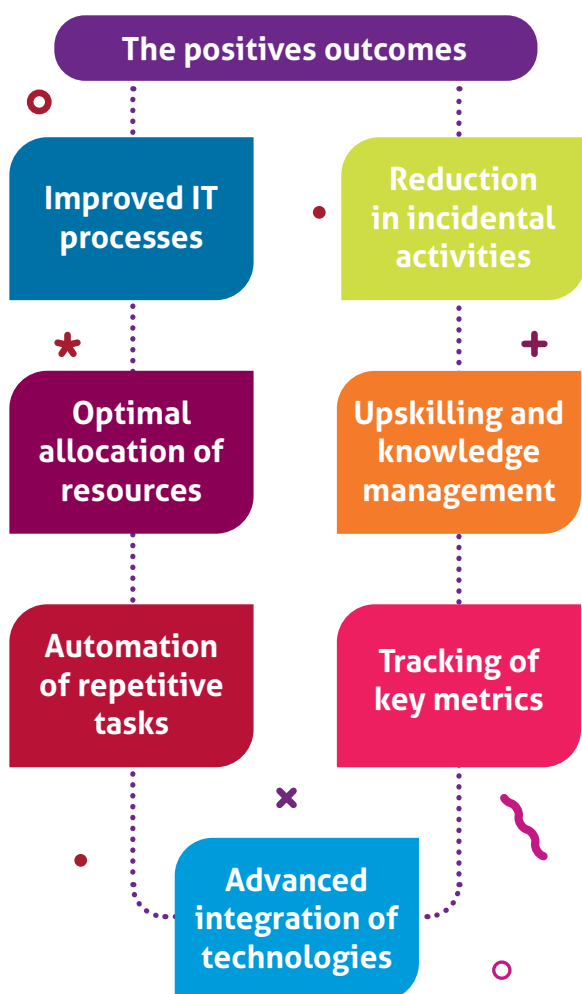 The positives outcomes
Improved IT
processes
Reduction
in incidental
activities
Optimal
allocation of
resources
Upskilling and
knowledge
management
Automation
of repetitive
tasks
Tracking of
key metrics
Advanced
integration of
technologies